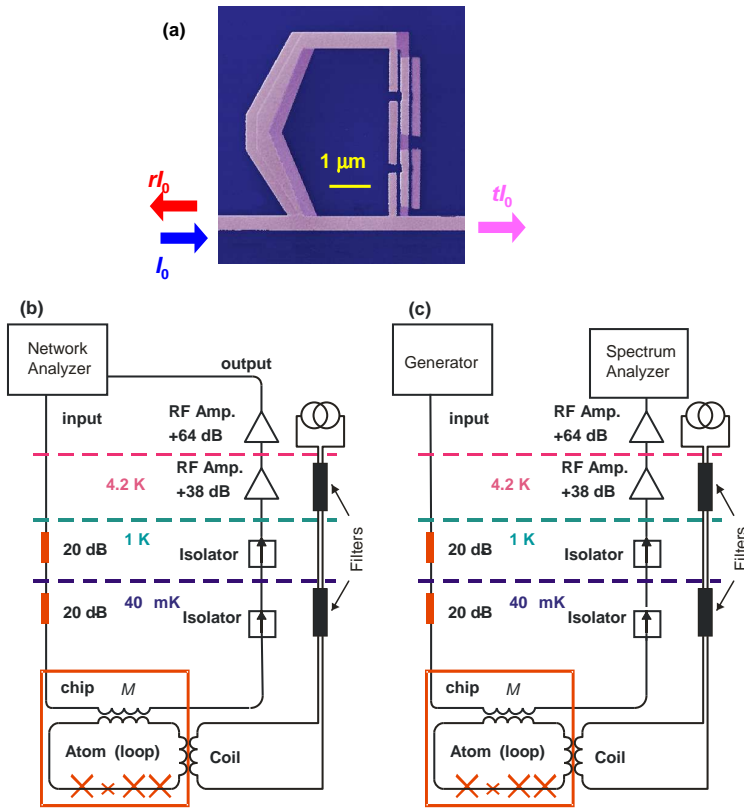 (a)
1 µm
rI0
I0
tI0
(b)
Network
Analyzer
output
input
RF Amp.
+64 dB
4.2 K
RF Amp.
+38 dB
1 K
20 dB
Isolator
40 mK
20 dB
Isolator
Filters
chip
M
Atom (loop)
Coil
(c)
Generator
Spectrum
Analyzer
input
RF Amp.
+64 dB
4.2 K
RF Amp.
+38 dB
1 K
20 dB
Isolator
40 mK
20 dB
Isolator
Filters
chip
M
Atom (loop)
Coil